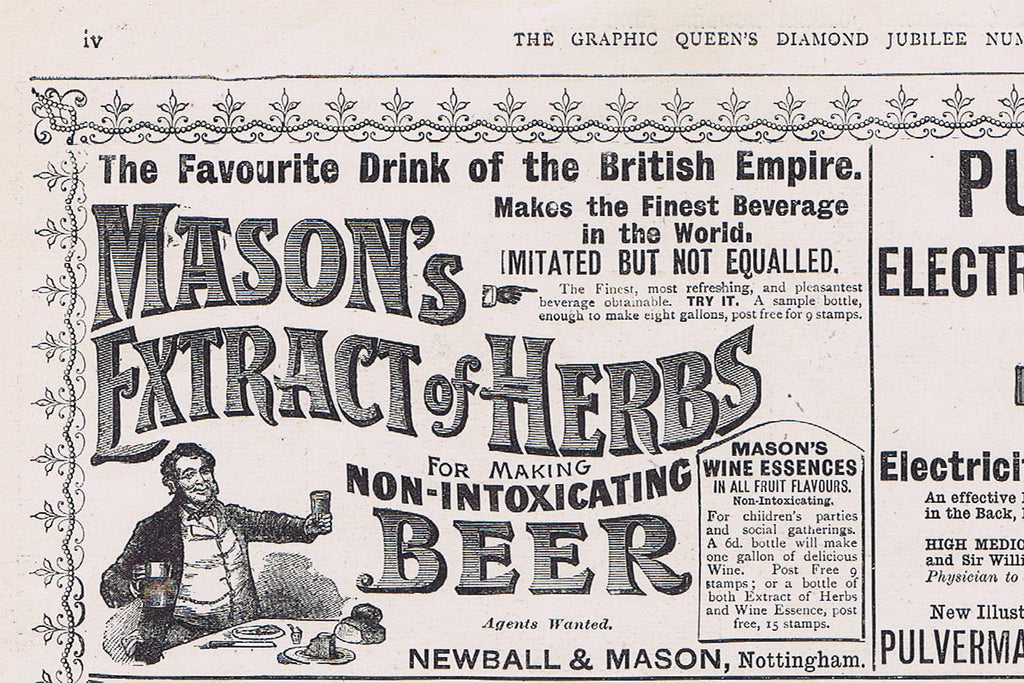 iv
THE GRAPHIC QUEEN'S DIAMOND JUBILEE NUM
The Favourite Drink of the British Empire.
MASON'S
EXTRACT of HERBS
Makes the Finest Beverage
in the World.
IMITATED BUT NOT EQUALLED.
The Finest, most refreshing, and pleasantest
beverage obtainable. TRY IT. A sample bottle,
enough to make eight gallons, post free for 9 stamps.
FOR MAKING
NON-INTOXICATING
BEER
Agents Wanted.
MASON'S
WINE ESSENCES
IN ALL FRUIT FLAVOURS.
Non-Intoxicating.
For children's parties
and social gatherings.
A 6d. bottle will make
one gallon of delicious
Wine. Post Free 9
stamps; or a bottle of
both Extract of Herbs
and Wine Essence, post
free, 15 stamps.
NEWBALL & MASON, Nottingham.
PU
ELECTR
Electrici
An effective
in the Back,
HIGH MEDIC
and Sir Willi
Physician to
New Illust
PULVERMA